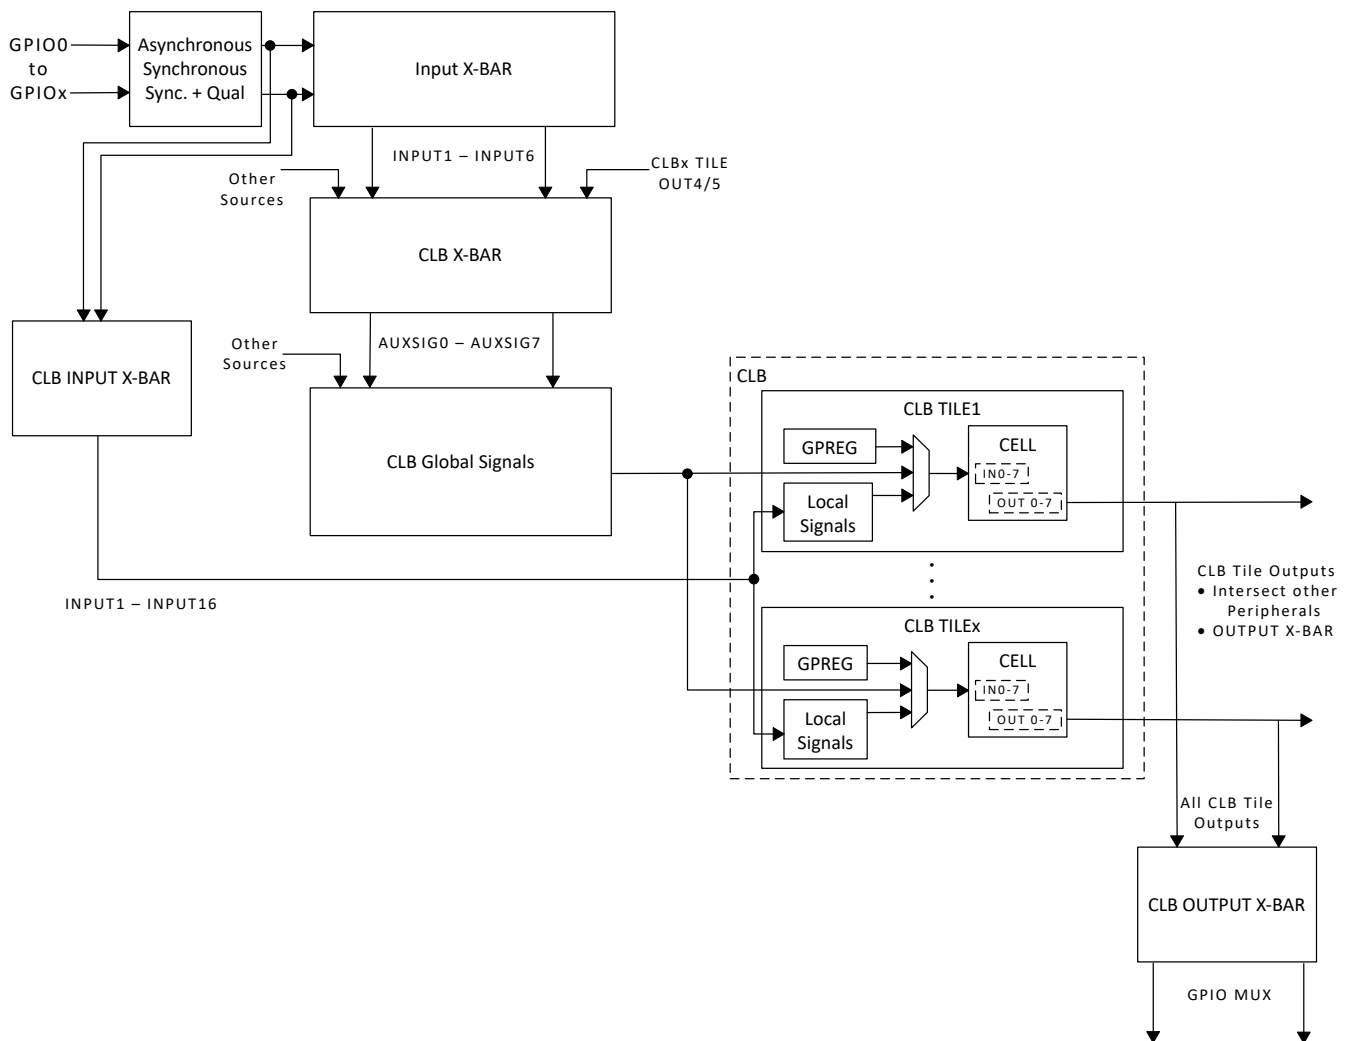 GPIO0
to
GPIOx
Asynchronous
Synchronous
Sync. + Qual
Input X-BAR
INPUT1 – INPUT6
Other
Sources
CLBx TILE
OUT4/5
CLB X-BAR
AUXSIG0 – AUXSIG7
Other
Sources
CLB INPUT X-BAR
CLB Global Signals
INPUT1 – INPUT16
CLB
CLB TILE1
GPREG
Local
Signals
CELL
IN0-7
OUT 0-7
CLB TILEx
GPREG
Local
Signals
CELL
IN0-7
OUT 0-7
CLB Tile Outputs
• Intersect other
Peripherals
• OUTPUT X-BAR
All CLB Tile
Outputs
CLB OUTPUT X-BAR
GPIO MUX